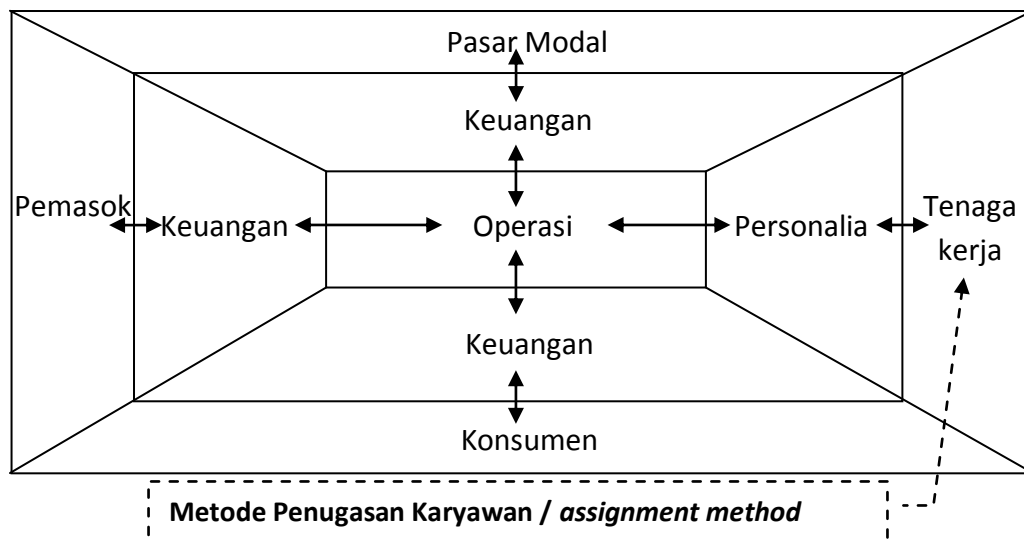 Pasar Modal
Keuangan
Pemasok
Keuangan
Operasi
Personalia
Tenaga
kerja
Keuangan
Konsumen
Metode Penugasan Karyawan / assignment method